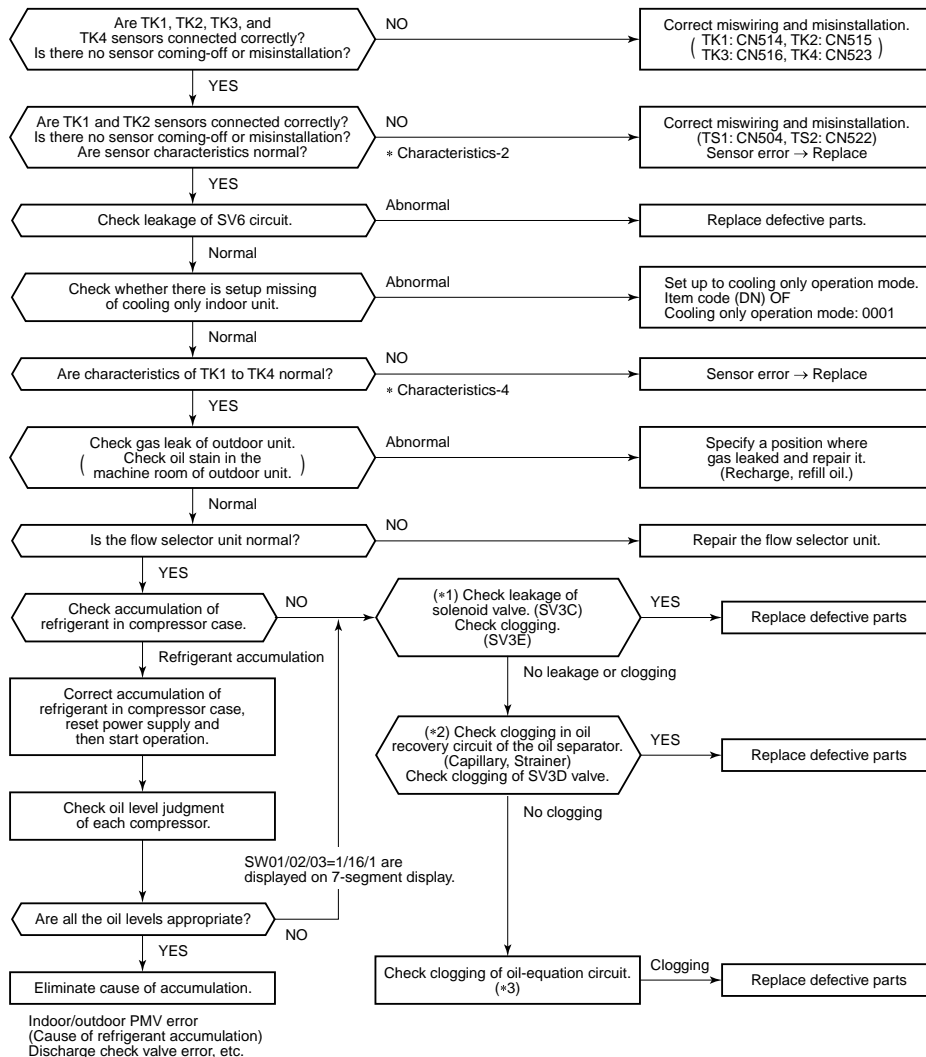 Are TK1, TK2, TK3, and
TK4 sensors connected correctly?
Is there no sensor coming-off or misinstallation?
NO
Correct miswiring and misinstallation.
( TK1: CN514, TK2: CN515
TK3: CN516, TK4: CN523 )
YES
Are TK1 and TK2 sensors connected correctly?
Is there no sensor coming-off or misinstallation?
Are sensor characteristics normal?
NO
* Characteristics-2
Correct miswiring and misinstallation.
(TS1: CN504, TS2: CN522)
Sensor error → Replace
YES
Check leakage of SV6 circuit.
Abnormal
Replace defective parts.
Normal
Check whether there is setup missing
of cooling only indoor unit.
Abnormal
Set up to cooling only operation mode.
Item code (DN) OF
Cooling only operation mode: 0001
Normal
Are characteristics of TK1 to TK4 normal?
NO
* Characteristics-4
Sensor error → Replace
YES
Check gas leak of outdoor unit.
( Check oil stain in the
machine room of outdoor unit. )
Abnormal
Specify a position where
gas leaked and repair it.
(Recharge, refill oil.)
Normal
Is the flow selector unit normal?
NO
Repair the flow selector unit.
YES
Check accumulation of
refrigerant in compressor case.
NO
(*1) Check leakage of
solenoid valve. (SV3C)
Check clogging.
(SV3E)
YES
Replace defective parts
Refrigerant accumulation
No leakage or clogging
Correct accumulation of
refrigerant in compressor case,
reset power supply and
then start operation.
(*2) Check clogging in oil
recovery circuit of the oil separator.
(Capillary, Strainer)
Check clogging of SV3D valve.
YES
Replace defective parts
Check oil level judgment
of each compressor.
No clogging
SW01/02/03=1/16/1 are
displayed on 7-segment display.
Are all the oil levels appropriate?
NO
YES
Check clogging of oil-equation circuit.
(*3)
Clogging
Replace defective parts
Eliminate cause of accumulation.
Indoor/outdoor PMV error
(Cause of refrigerant accumulation)
Discharge check valve error, etc.